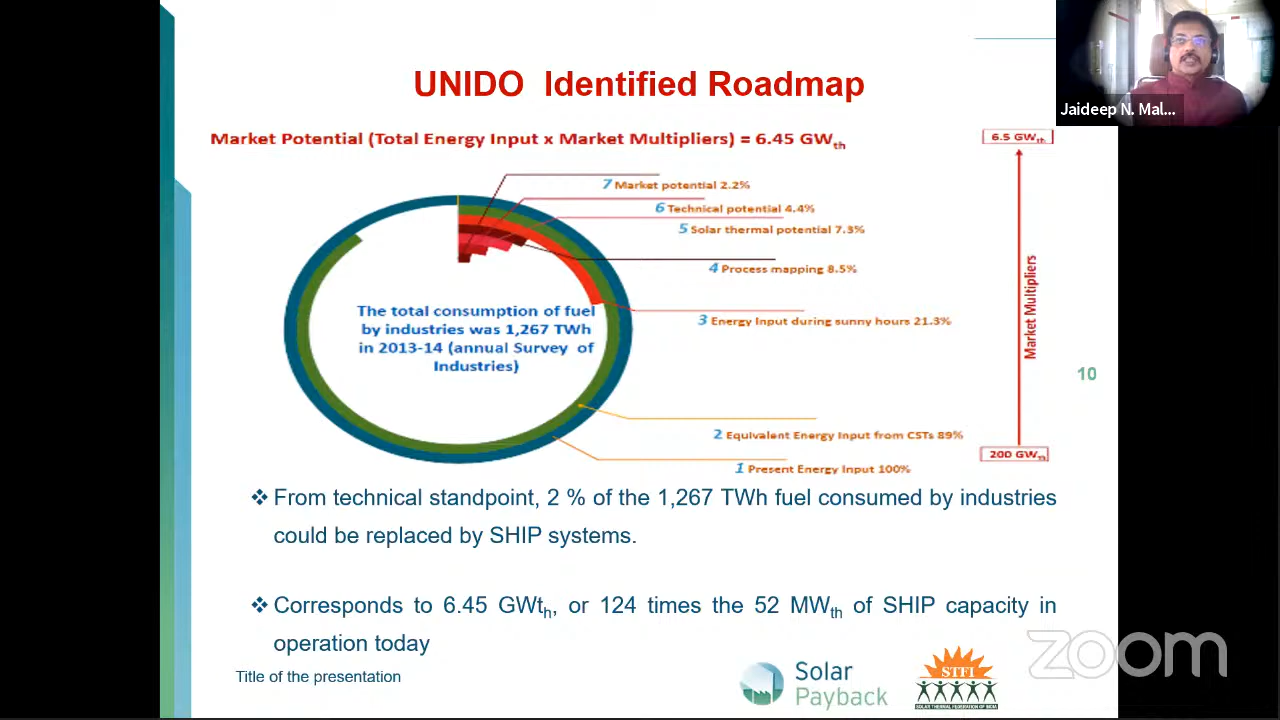 Jaideep N. Mal...
UNIDO Identified Roadmap
Market Potential (Total Energy Input x Market Multipliers) = 6.45 GWth
6.5 GWth
7 Market potential 2.2%
6 Technical potential 4.4%
5 Solar thermal potential 7.3%
4 Process mapping 8.5%
3 Energy Input during sunny hours 21.3%
The total consumption of fuel
by industries was 1,267 TWh
in 2013-14 (annual Survey of
Industries)
Market Multipliers
10
2 Equivalent Energy Input from CSTs 89%
200 GWth
1 Present Energy Input 100%
❖ From technical standpoint, 2 % of the 1,267 TWh fuel consumed by industries
could be replaced by SHIP systems.
❖ Corresponds to 6.45 GWth, or 124 times the 52 MWth of SHIP capacity in
operation today
Title of the presentation
Solar
Payback
STFI
SOLAR THERMAL FEDERATION OF INDIA
zoom